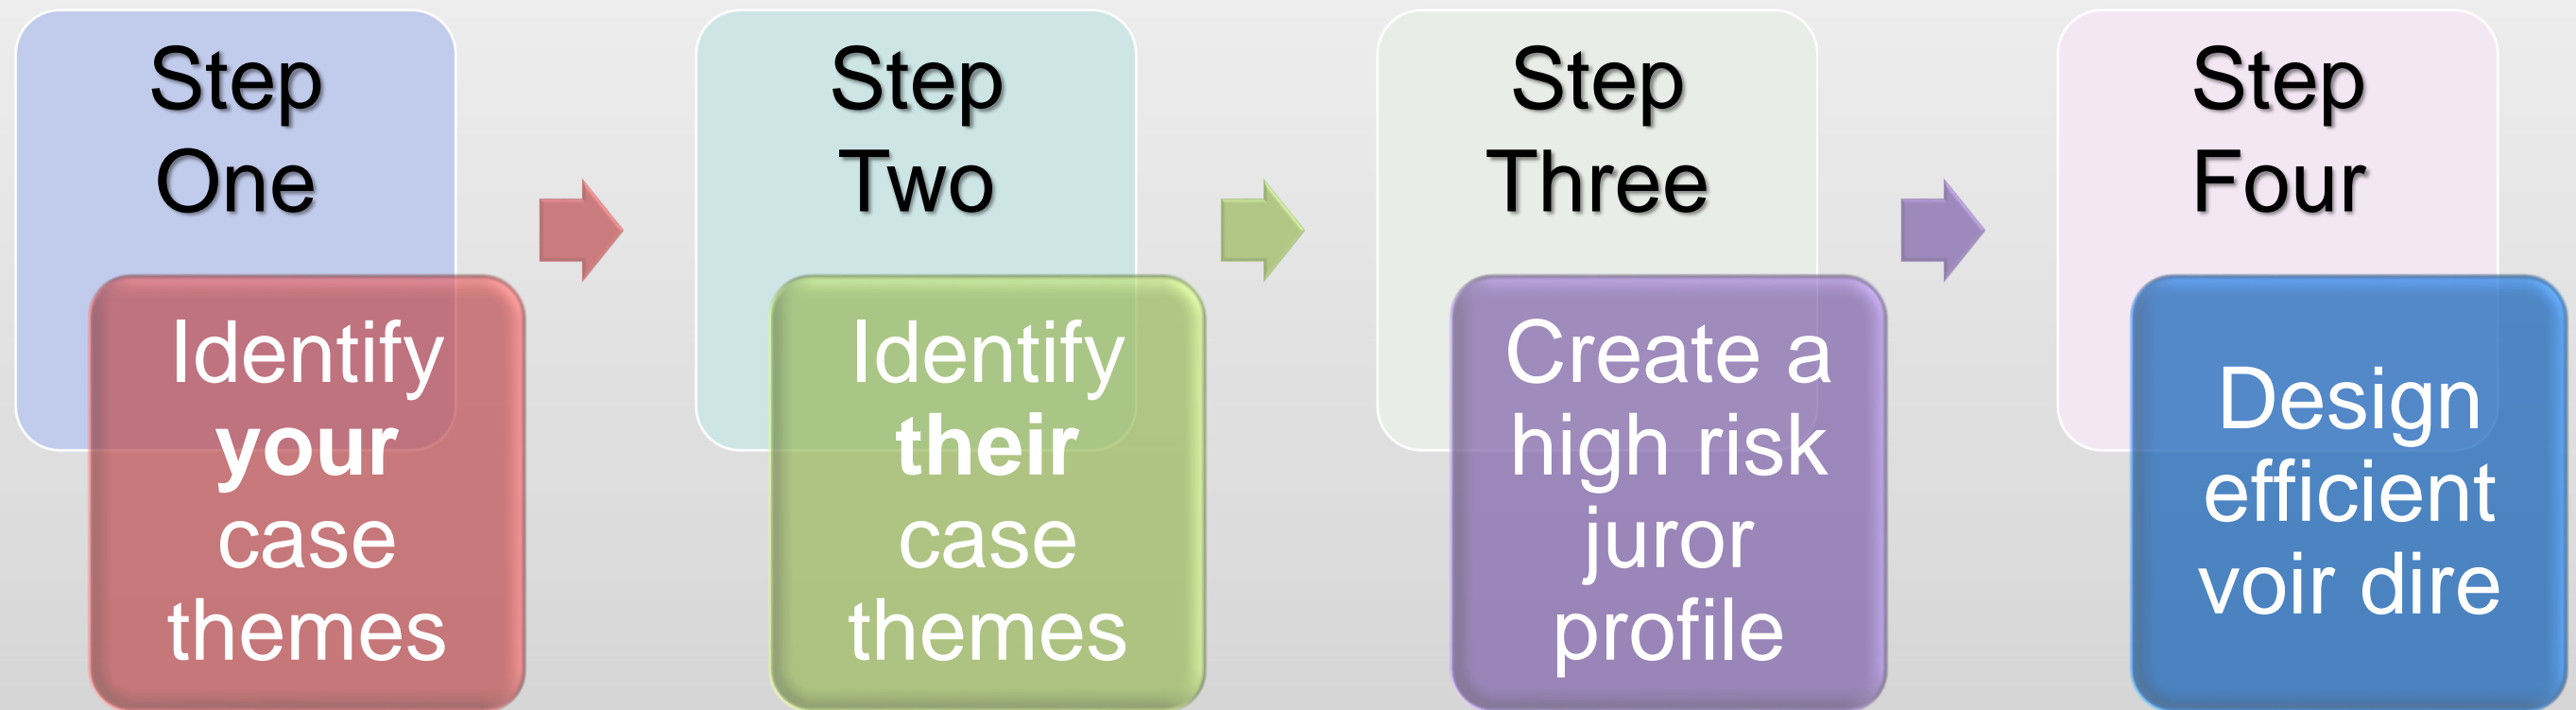 Step
One
Identify
your
case
themes
Step
Two
Identify
their
case
themes
Step
Three
Create a
high risk
juror
profile
Step
Four
Design
efficient
voir dire